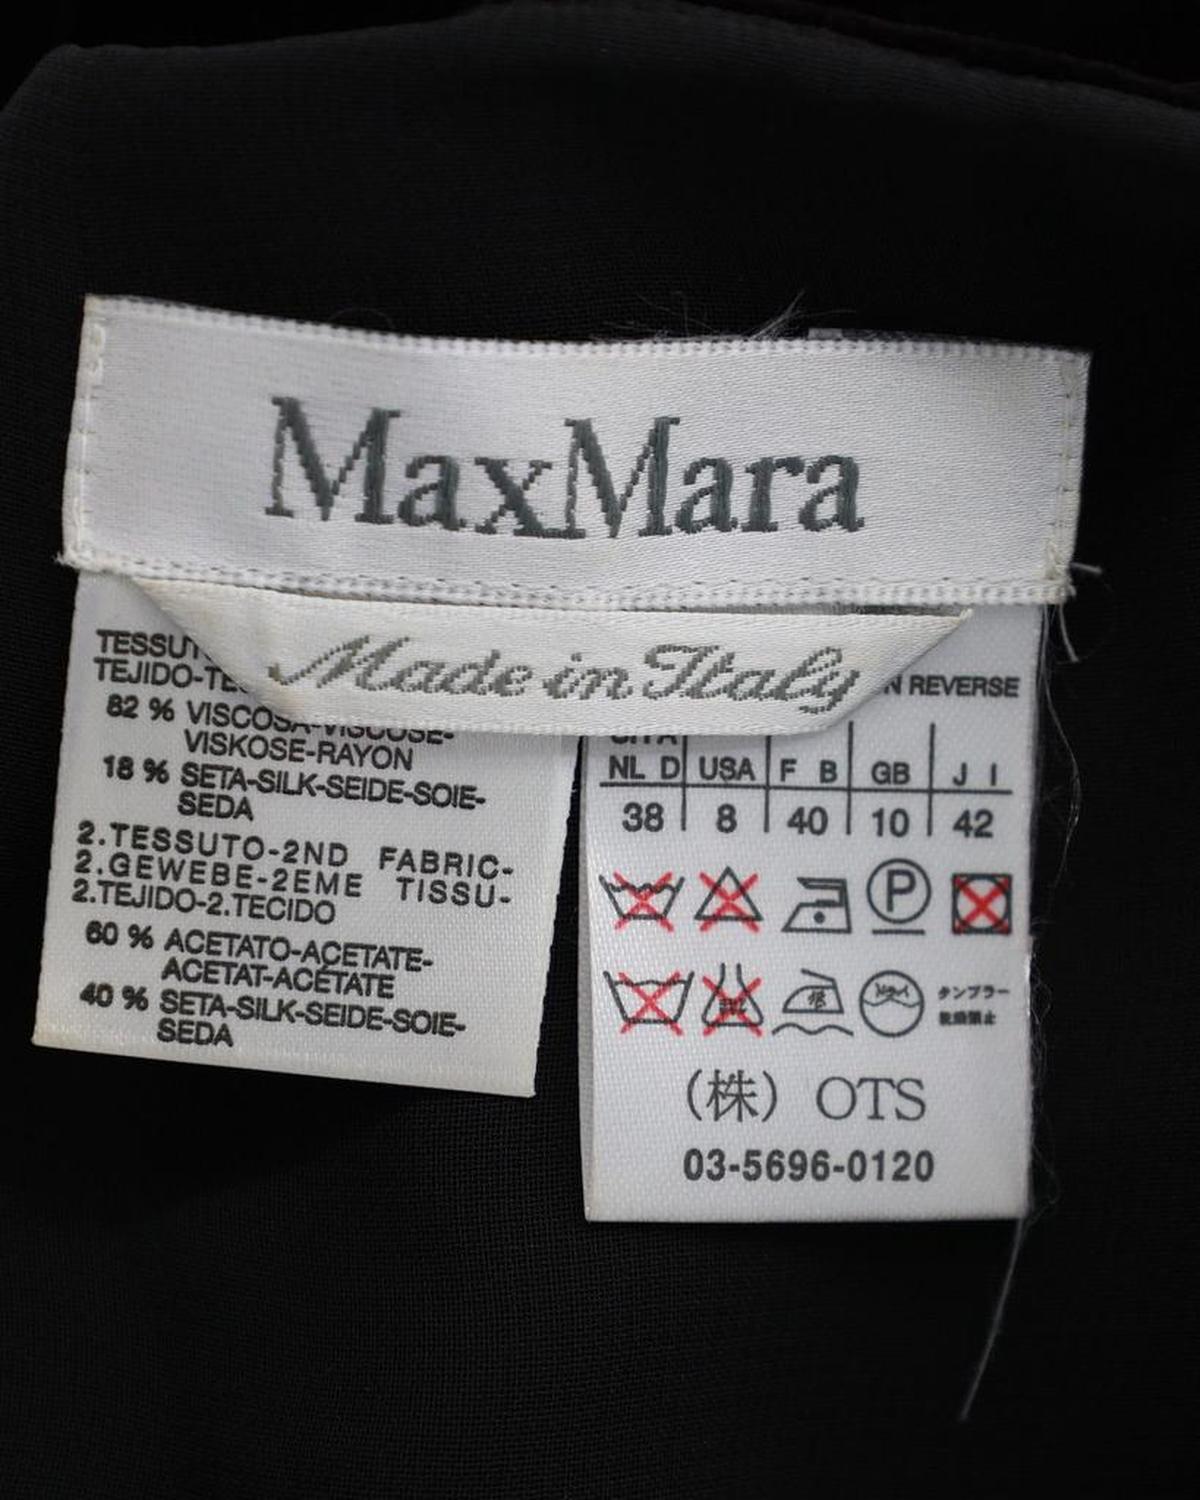 MaxMara
Made in Italy
82 % VISCOSA-VISCOSE-
VISKOSE-RAYON
18 % SETA-SILK-SEIDE-SOIE-
SEDA
2.TESSUTO-2ND FABRIC-
2.GEWEBE-2EME TISSU-
2.TEJIDO-2.TECIDO
60 % ACETATO-ACETATE-
ACETAT-ACÉTATE
40 % SETA-SILK-SEIDE-SOIE-
SEDA
REVERSE
NL D USA F B GB J I
38 8 40 10 42
P
タンブラー
乾燥禁止
(株) OTS
03-5696-0120